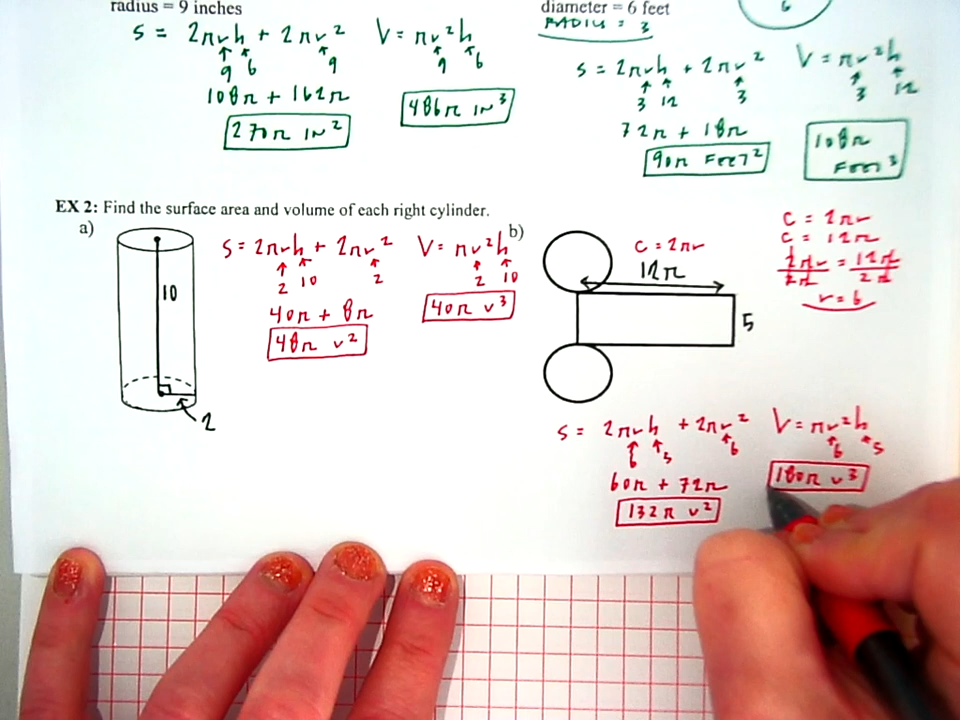 radius = 9 inches
S = 2πrh + 2πr²
9 6 9
108π + 162π
270π IN²
V = πr²h
9 6
486π IN³
diameter = 6 feet
RADIUS = 3
6
S = 2πrh + 2πr²
3 12 3
72π + 18π
90π FEET²
V = πr²h
3 12
108π
FEET³
EX 2: Find the surface area and volume of each right cylinder.
a)
10
2
S = 2πrh + 2πr²
2 10 2
40π + 8π
48π U²
V = πr²h
2 10
40π U³
b)
C = 2πr
12π
5
C = 2πr
C = 12π
2πr = 12π
2π 2π
r = 6
S = 2πrh + 2πr²
6 5 6
60π + 72π
132π U²
V = πr²h
6 5
180π U³